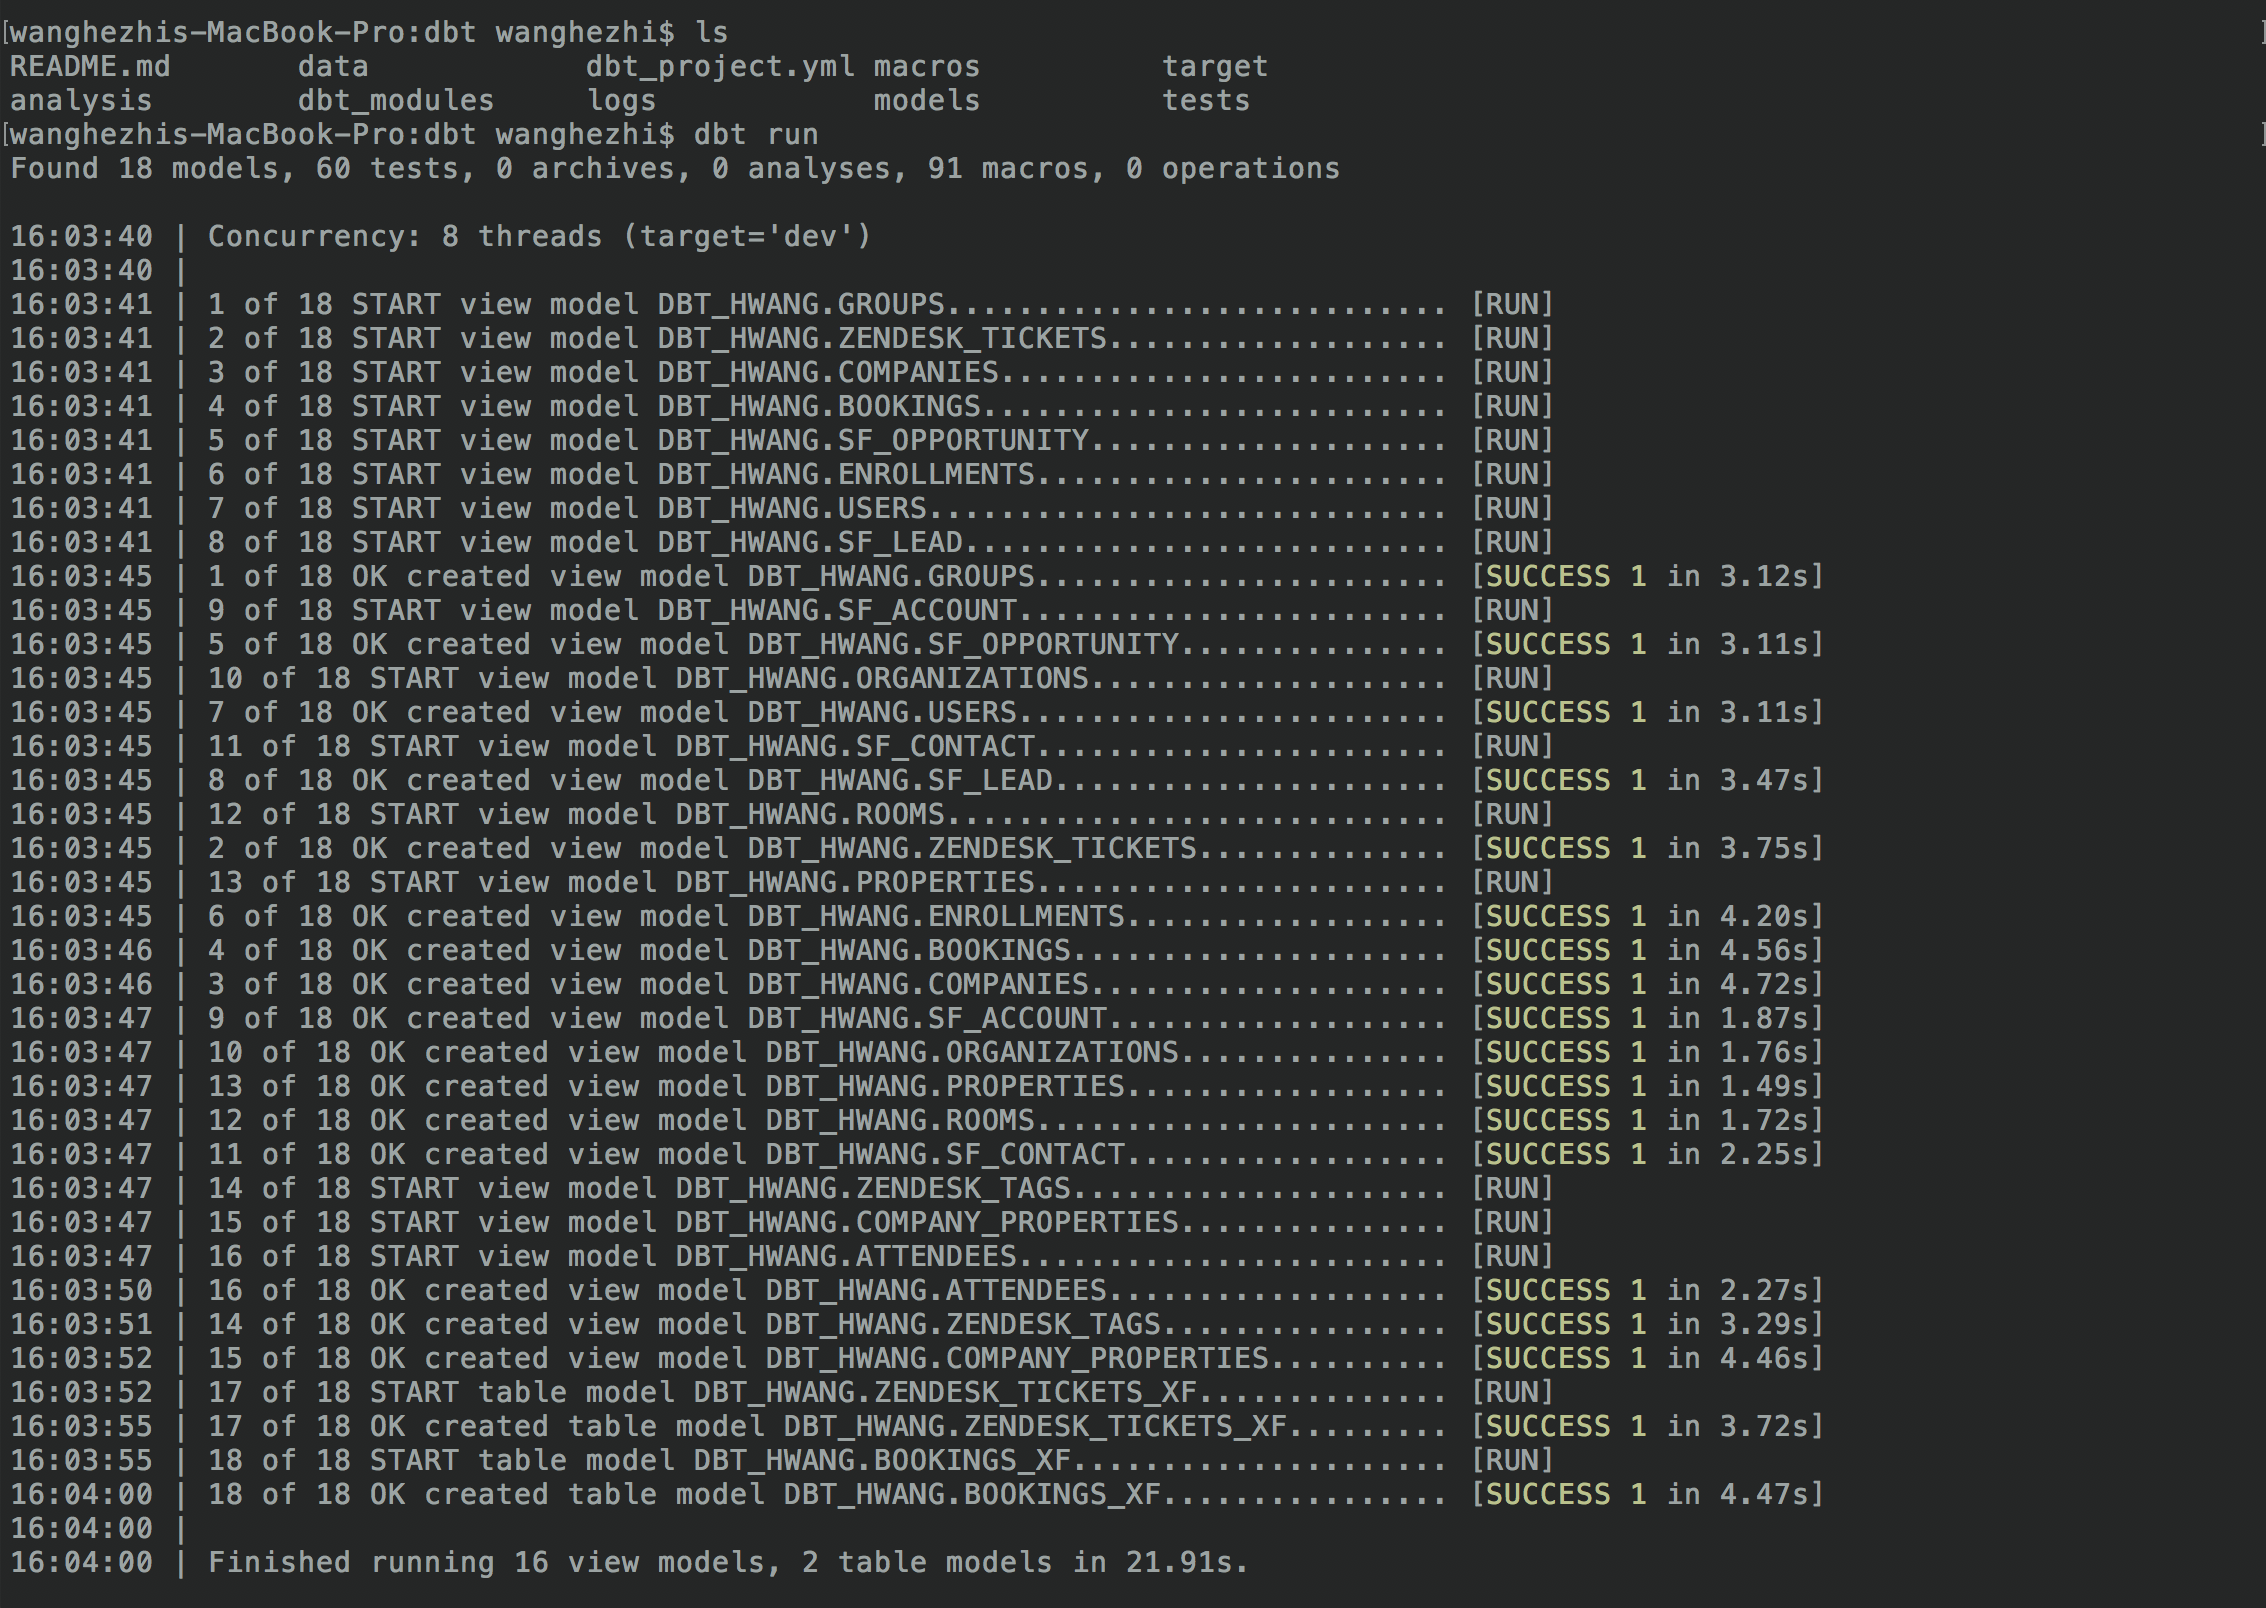 [wanghezhis-MacBook-Pro:dbt wanghezhi$ ls ]
README.md data dbt_project.yml macros target
analysis dbt_modules logs models tests
[wanghezhis-MacBook-Pro:dbt wanghezhi$ dbt run ]
Found 18 models, 60 tests, 0 archives, 0 analyses, 91 macros, 0 operations
16:03:40 | Concurrency: 8 threads (target='dev')
16:03:40 |
16:03:41 | 1 of 18 START view model DBT_HWANG.GROUPS............................ [RUN]
16:03:41 | 2 of 18 START view model DBT_HWANG.ZENDESK_TICKETS................... [RUN]
16:03:41 | 3 of 18 START view model DBT_HWANG.COMPANIES......................... [RUN]
16:03:41 | 4 of 18 START view model DBT_HWANG.BOOKINGS.......................... [RUN]
16:03:41 | 5 of 18 START view model DBT_HWANG.SF_OPPORTUNITY.................... [RUN]
16:03:41 | 6 of 18 START view model DBT_HWANG.ENROLLMENTS....................... [RUN]
16:03:41 | 7 of 18 START view model DBT_HWANG.USERS............................. [RUN]
16:03:41 | 8 of 18 START view model DBT_HWANG.SF_LEAD........................... [RUN]
16:03:45 | 1 of 18 OK created view model DBT_HWANG.GROUPS....................... [SUCCESS 1 in 3.12s]
16:03:45 | 9 of 18 START view model DBT_HWANG.SF_ACCOUNT........................ [RUN]
16:03:45 | 5 of 18 OK created view model DBT_HWANG.SF_OPPORTUNITY............... [SUCCESS 1 in 3.11s]
16:03:45 | 10 of 18 START view model DBT_HWANG.ORGANIZATIONS.................... [RUN]
16:03:45 | 7 of 18 OK created view model DBT_HWANG.USERS........................ [SUCCESS 1 in 3.11s]
16:03:45 | 11 of 18 START view model DBT_HWANG.SF_CONTACT....................... [RUN]
16:03:45 | 8 of 18 OK created view model DBT_HWANG.SF_LEAD...................... [SUCCESS 1 in 3.47s]
16:03:45 | 12 of 18 START view model DBT_HWANG.ROOMS............................ [RUN]
16:03:45 | 2 of 18 OK created view model DBT_HWANG.ZENDESK_TICKETS.............. [SUCCESS 1 in 3.75s]
16:03:45 | 13 of 18 START view model DBT_HWANG.PROPERTIES....................... [RUN]
16:03:45 | 6 of 18 OK created view model DBT_HWANG.ENROLLMENTS.................. [SUCCESS 1 in 4.20s]
16:03:46 | 4 of 18 OK created view model DBT_HWANG.BOOKINGS..................... [SUCCESS 1 in 4.56s]
16:03:46 | 3 of 18 OK created view model DBT_HWANG.COMPANIES.................... [SUCCESS 1 in 4.72s]
16:03:47 | 9 of 18 OK created view model DBT_HWANG.SF_ACCOUNT................... [SUCCESS 1 in 1.87s]
16:03:47 | 10 of 18 OK created view model DBT_HWANG.ORGANIZATIONS............... [SUCCESS 1 in 1.76s]
16:03:47 | 13 of 18 OK created view model DBT_HWANG.PROPERTIES.................. [SUCCESS 1 in 1.49s]
16:03:47 | 12 of 18 OK created view model DBT_HWANG.ROOMS....................... [SUCCESS 1 in 1.72s]
16:03:47 | 11 of 18 OK created view model DBT_HWANG.SF_CONTACT.................. [SUCCESS 1 in 2.25s]
16:03:47 | 14 of 18 START view model DBT_HWANG.ZENDESK_TAGS..................... [RUN]
16:03:47 | 15 of 18 START view model DBT_HWANG.COMPANY_PROPERTIES............... [RUN]
16:03:47 | 16 of 18 START view model DBT_HWANG.ATTENDEES........................ [RUN]
16:03:50 | 16 of 18 OK created view model DBT_HWANG.ATTENDEES................... [SUCCESS 1 in 2.27s]
16:03:51 | 14 of 18 OK created view model DBT_HWANG.ZENDESK_TAGS................ [SUCCESS 1 in 3.29s]
16:03:52 | 15 of 18 OK created view model DBT_HWANG.COMPANY_PROPERTIES.......... [SUCCESS 1 in 4.46s]
16:03:52 | 17 of 18 START table model DBT_HWANG.ZENDESK_TICKETS_XF.............. [RUN]
16:03:55 | 17 of 18 OK created table model DBT_HWANG.ZENDESK_TICKETS_XF......... [SUCCESS 1 in 3.72s]
16:03:55 | 18 of 18 START table model DBT_HWANG.BOOKINGS_XF..................... [RUN]
16:04:00 | 18 of 18 OK created table model DBT_HWANG.BOOKINGS_XF................ [SUCCESS 1 in 4.47s]
16:04:00 |
16:04:00 | Finished running 16 view models, 2 table models in 21.91s.